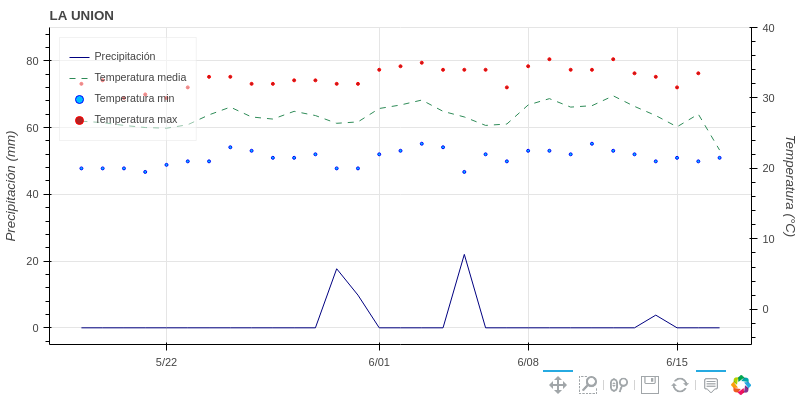 LA UNION
Precipitación
Temperatura media
Temperatura min
Temperatura max
Precipitación (mm)
80
60
40
20
0
Temperatura (°C)
40
30
20
10
0
5/22
6/01
6/08
6/15